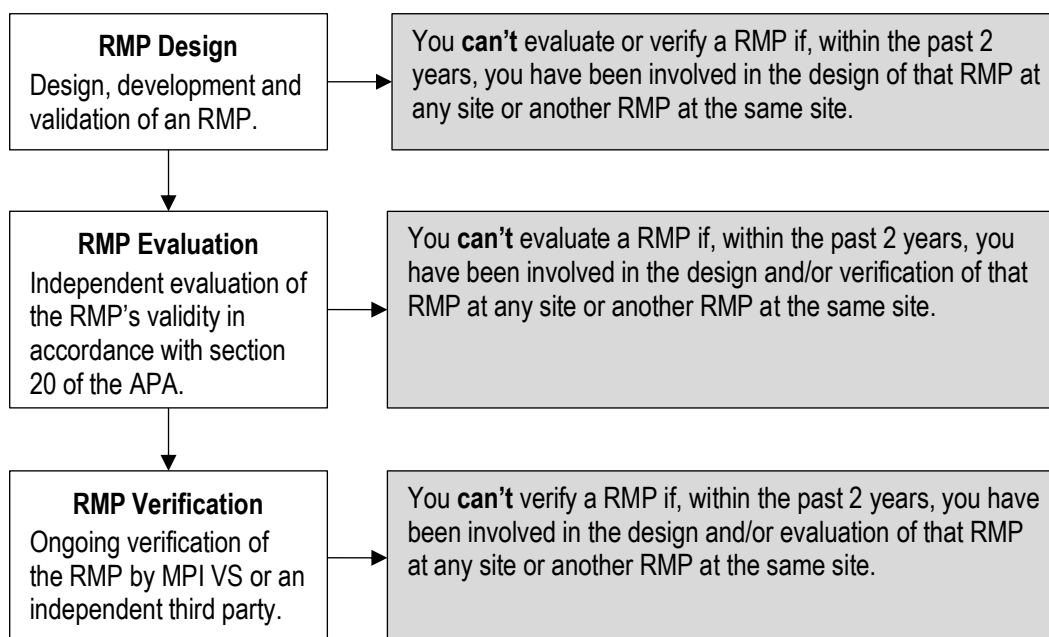 RMP Design
Design, development and
validation of an RMP.
You can't evaluate or verify a RMP if, within the past 2
years, you have been involved in the design of that RMP at
any site or another RMP at the same site.
RMP Evaluation
Independent evaluation of
the RMP's validity in
accordance with section
20 of the APA.
You can't evaluate a RMP if, within the past 2 years, you
have been involved in the design and/or verification of that
RMP at any site or another RMP at the same site.
RMP Verification
Ongoing verification of
the RMP by MPI VS or an
independent third party.
You can't verify a RMP if, within the past 2 years, you have
been involved in the design and/or evaluation of that RMP
at any site or another RMP at the same site.